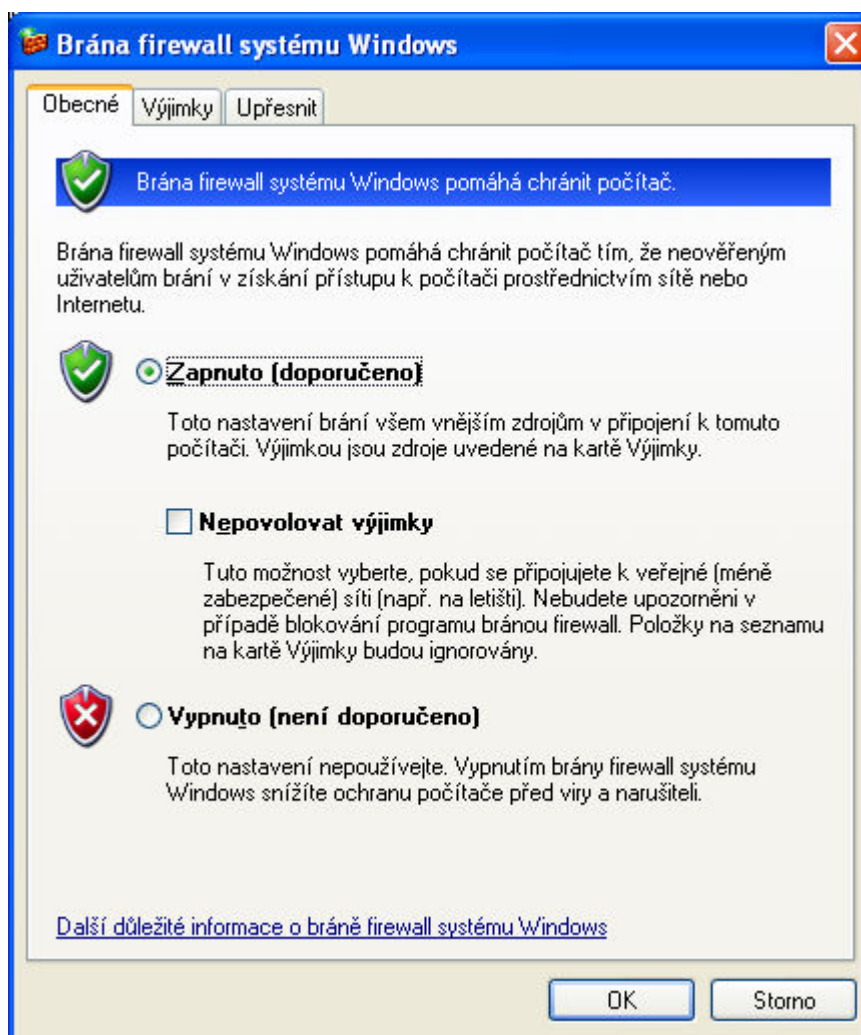 Brána firewall systému Windows
Obecné
Výjimky
Upřesnit
Brána firewall systému Windows pomáhá chránit počítač.
Brána firewall systému Windows pomáhá chránit počítač tím, že neověřeným
uživatelům brání v získání přístupu k počítači prostřednictvím sítě nebo
Internetu.
Zapnuto (doporučeno)
Toto nastavení brání všem vnějším zdrojům v připojení k tomuto
počítači. Výjimkou jsou zdroje uvedené na kartě Výjimky.
Nepovolovat výjimky
Tuto možnost vyberte, pokud se připojujete k veřejné (méně
zabezpečené) síti (např. na letišti). Nebudete upozorněni v
případě blokování programu bránou firewall. Položky na seznamu
na kartě Výjimky budou ignorovány.
Vypnuto (není doporučeno)
Toto nastavení nepoužívejte. Vypnutím brány firewall systému
Windows snížíte ochranu počítače před viry a narušiteli.
Další důležité informace o bráně firewall systému Windows
OK
Storno